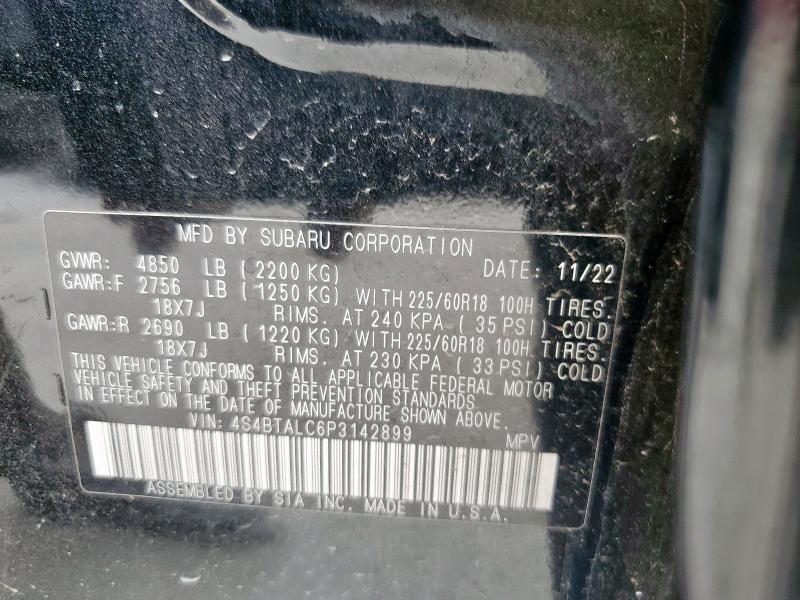 MFD BY SUBARU CORPORATION
GVWR: 4850 LB (2200 KG) DATE: 11/22
GAWR:F 2756 LB (1250 KG) WITH 225/60R18 100H TIRES.
18X7J RIMS. AT 240 KPA (35 PSI) COLD
GAWR:R 2690 LB (1220 KG) WITH 225/60R18 100H TIRES.
18X7J RIMS. AT 230 KPA (33 PSI) COLD
THIS VEHICLE CONFORMS TO ALL APPLICABLE FEDERAL MOTOR
VEHICLE SAFETY AND THEFT PREVENTION STANDARDS
IN EFFECT ON THE DATE OF MANUFACTURE SHOWN ABOVE.
VIN: 4S4BTALC6P3142899 MPV
ASSEMBLED BY SIA INC. MADE IN U.S.A.